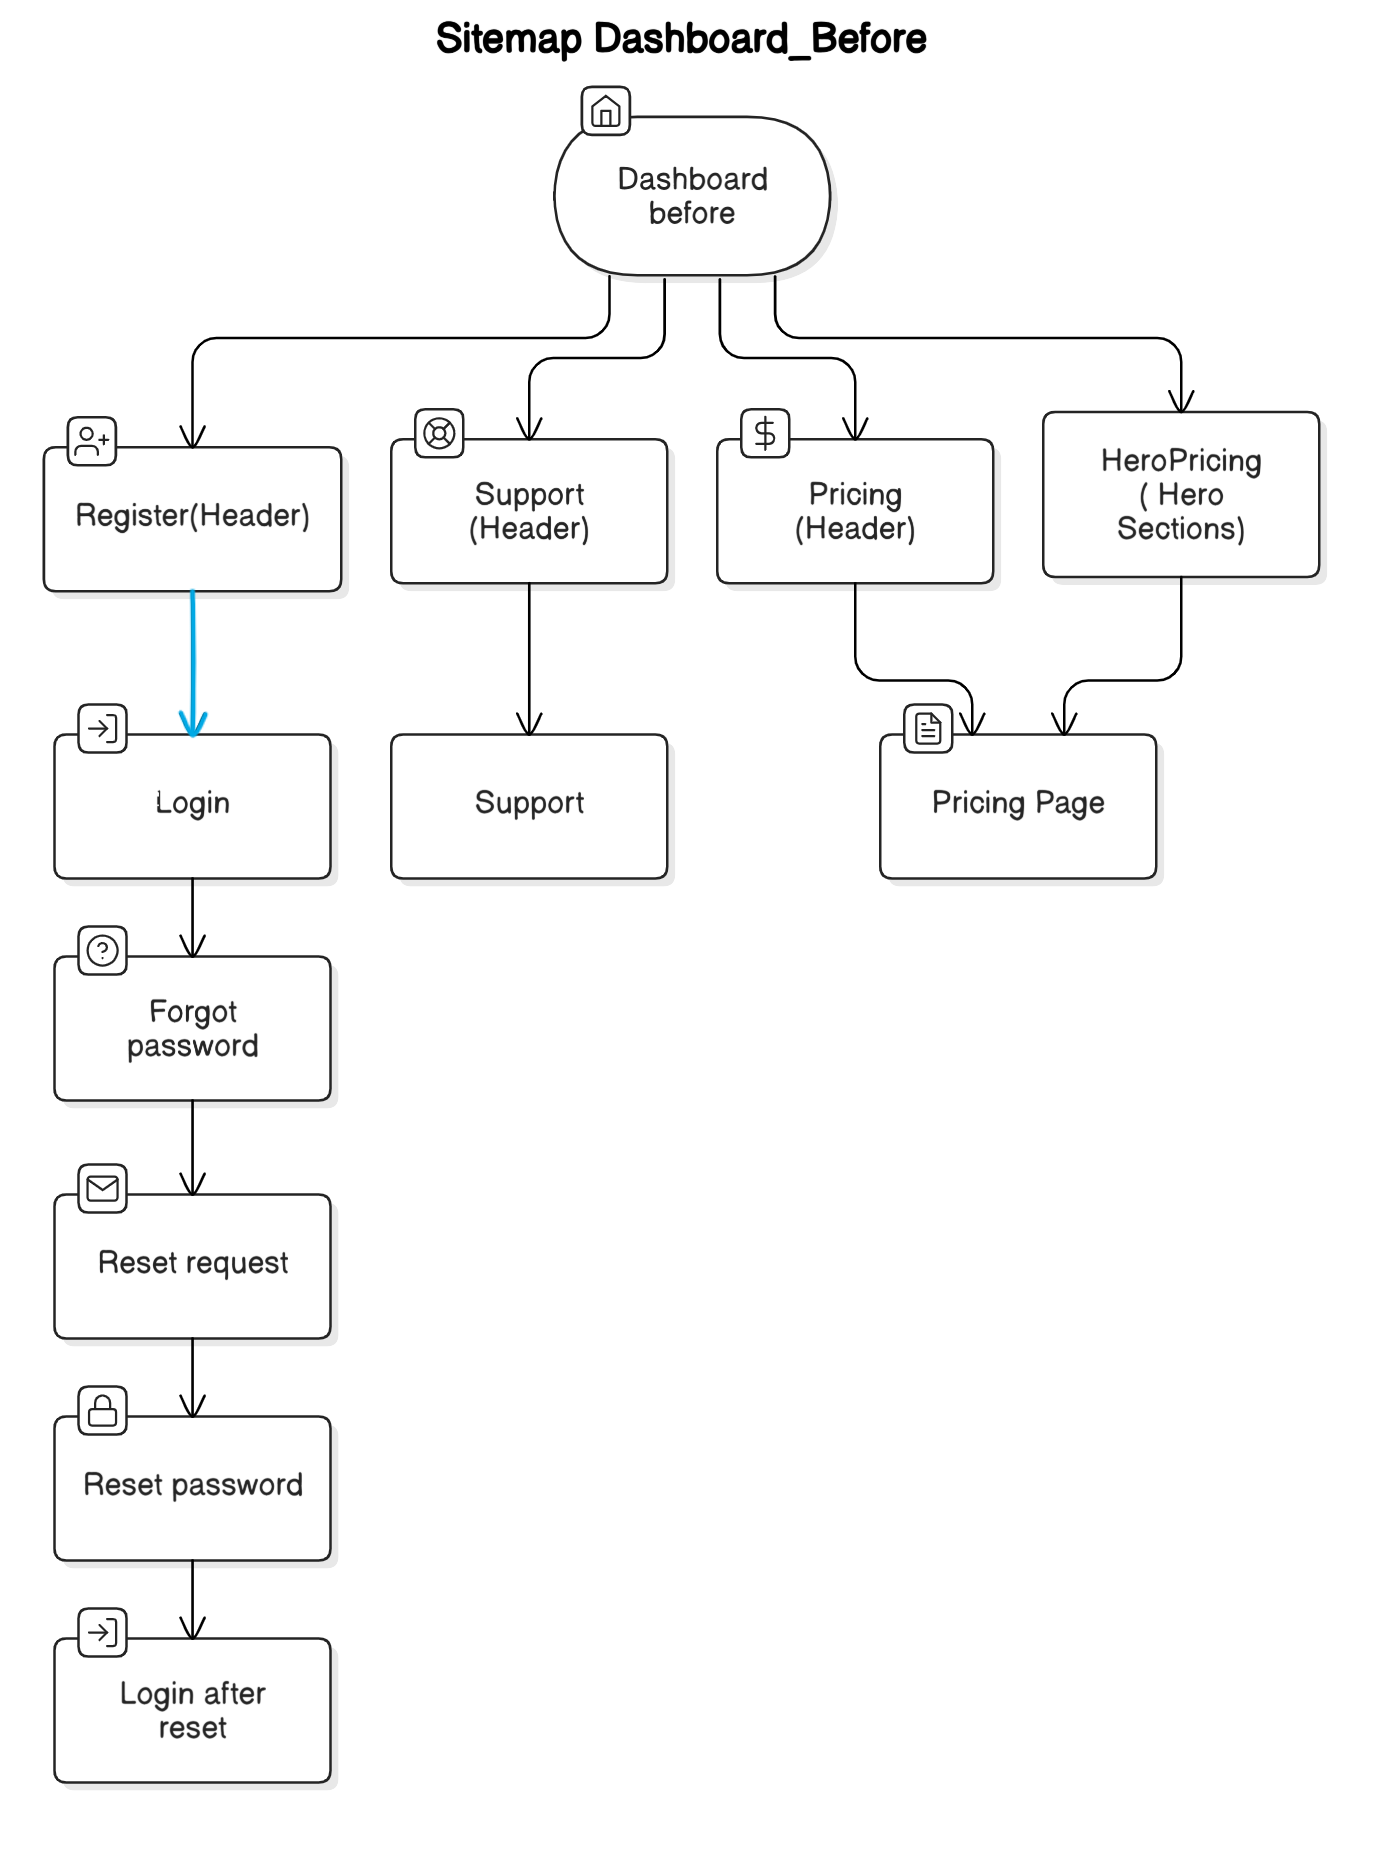 Sitemap Dashboard_Before
Dashboard
before
Register(Header)
Support
(Header)
Pricing
(Header)
HeroPricing
( Hero
Sections)
Login
Support
Pricing Page
Forgot
password
Reset request
Reset password
Login after
reset